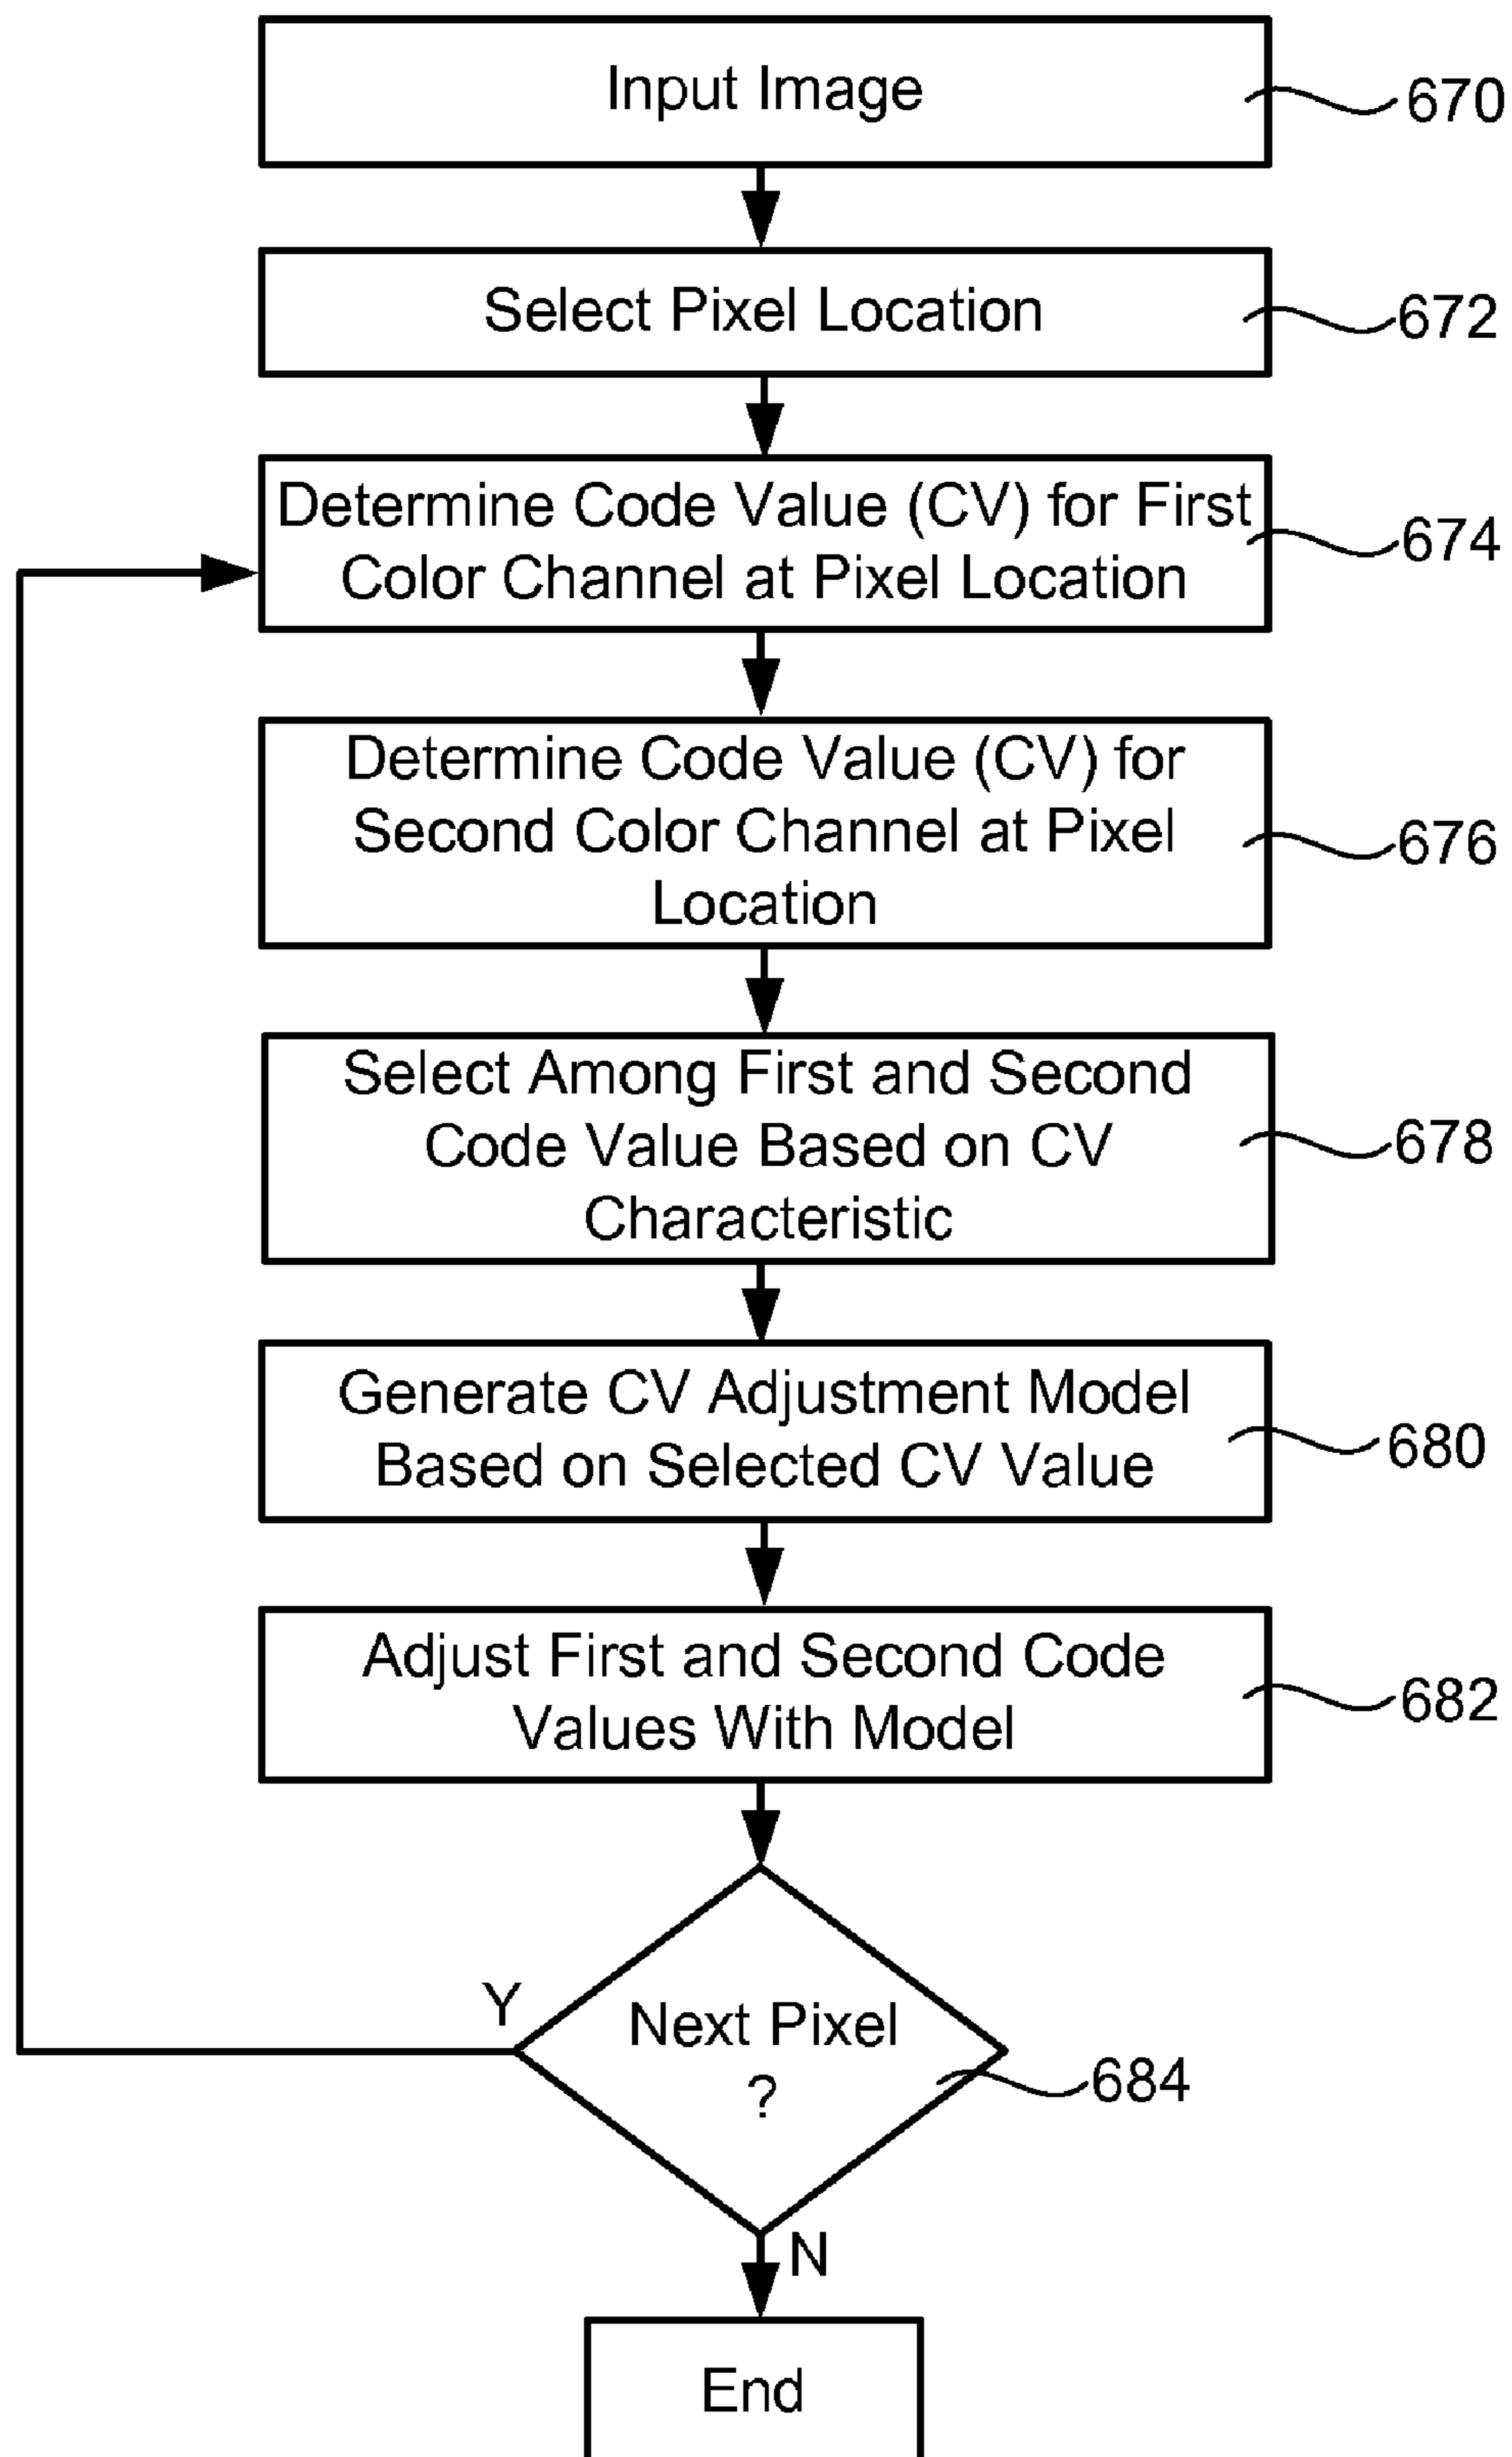 Input Image
670
Select Pixel Location
672
Determine Code Value (CV) for First
Color Channel at Pixel Location
674
Determine Code Value (CV) for
Second Color Channel at Pixel
Location
676
Select Among First and Second
Code Value Based on CV
Characteristic
678
Generate CV Adjustment Model
Based on Selected CV Value
680
Adjust First and Second Code
Values With Model
682
Y
Next Pixel
?
684
N
End